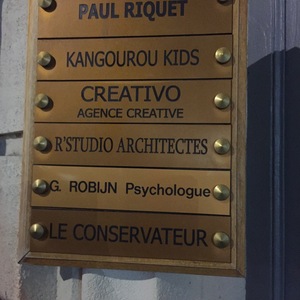 PAUL RIQUET
KANGOUROU KIDS
CREATIVO
AGENCE CREATIVE
R'STUDIO ARCHITECTES
G. ROBIJN Psychologue
LE CONSERVATEUR